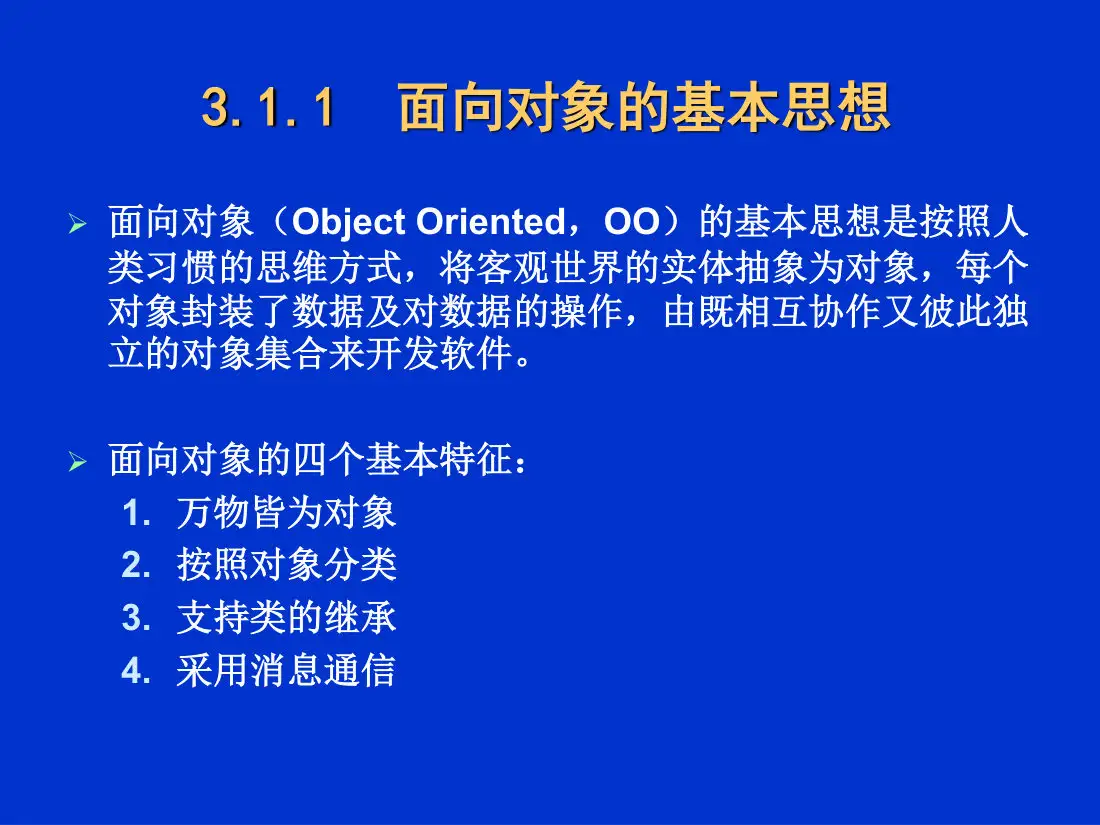 3.1.1 面向对象的基本思想
面向对象（Object Oriented，OO）的基本思想是按照人
类习惯的思维方式，将客观世界的实体抽象为对象，每个
对象封装了数据及对数据的操作，由既相互协作又彼此独
立的对象集合来开发软件。
面向对象的四个基本特征：
1. 万物皆为对象
2. 按照对象分类
3. 支持类的继承
4. 采用消息通信